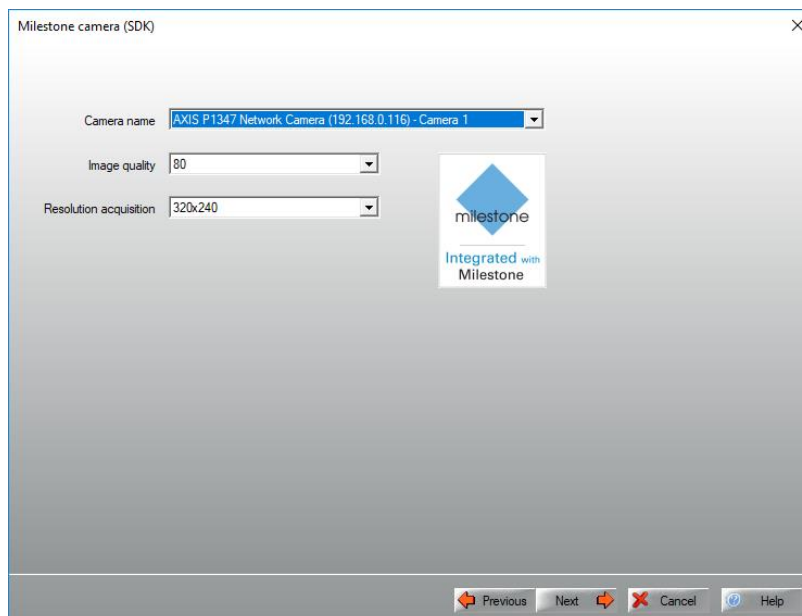 Milestone camera (SDK)
Camera name AXIS P1347 Network Camera (192.168.0.116) - Camera 1
Image quality 80
Resolution acquisition 320x240
milestone
Integrated with
Milestone
Previous Next Cancel Help